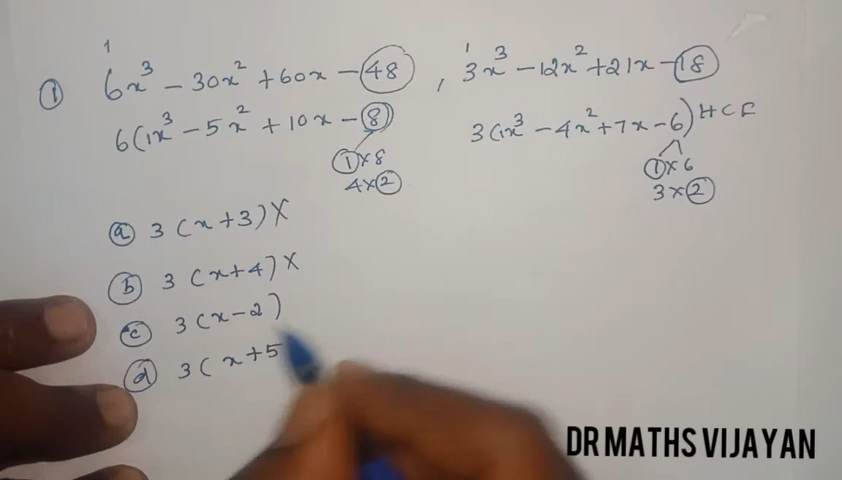 1 1
① 6x³ − 30x² + 60x − 48 , 3x³ − 12x² + 21x − 18
6(1x³ − 5x² + 10x − 8) 3(1x³ − 4x² + 7x − 6) HCF
1 × 8 1 × 6
4 × 2 3 × 2
ⓐ 3(x+3) X
ⓑ 3(x+4) X
ⓒ 3(x−2)
ⓓ 3(x+5
DR MATHS VIJAYAN